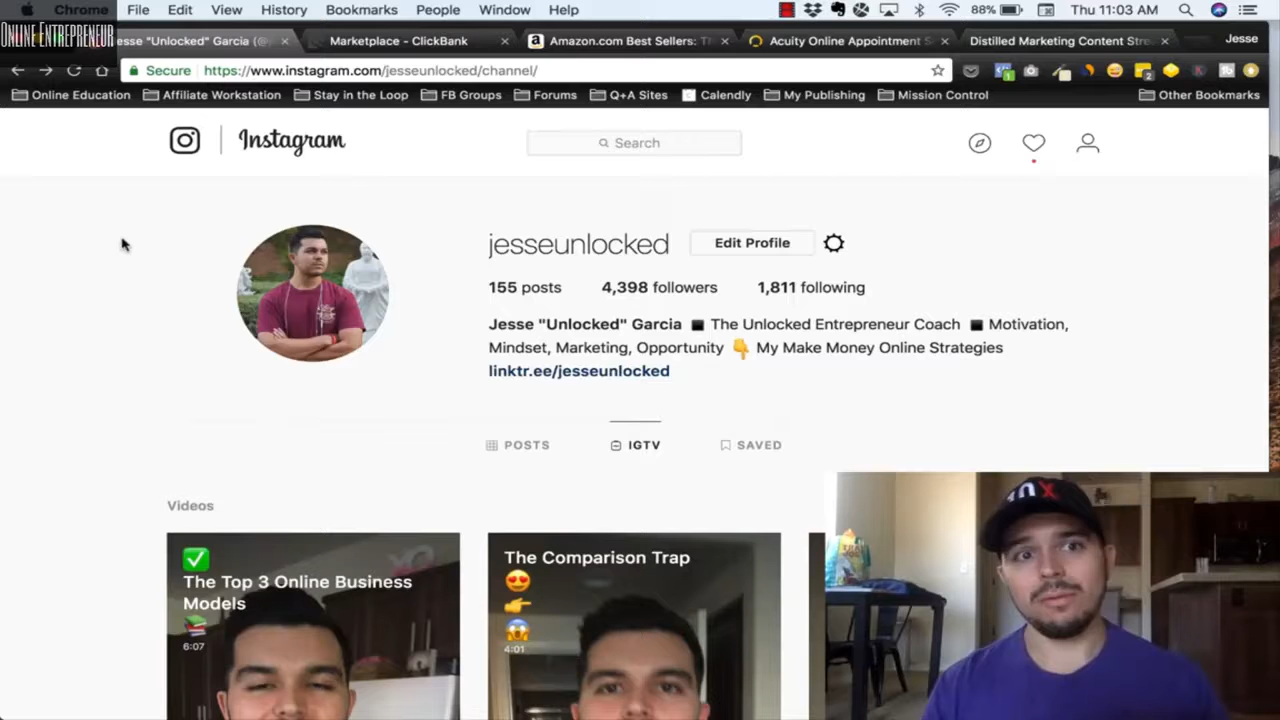 Chrome File Edit View History Bookmarks People Window Help 88% Thu 11:03 AM
ONLINE ENTREPRENEUR
esse "Unlocked" Garcia (@ Marketplace - ClickBank Amazon.com Best Sellers: T Acuity Online Appointment S Distilled Marketing Content Stre Jesse
Secure https://www.instagram.com/jesseunlocked/channel/
Online Education Affiliate Workstation Stay in the Loop FB Groups Forums Q+A Sites Calendly My Publishing Mission Control Other Bookmarks
Instagram Search
jesseunlocked Edit Profile
155 posts 4,398 followers 1,811 following
Jesse "Unlocked" Garcia ◼ The Unlocked Entrepreneur Coach ◼ Motivation,
Mindset, Marketing, Opportunity 👇 My Make Money Online Strategies
linktr.ee/jesseunlocked
POSTS IGTV SAVED
Videos
✅
The Top 3 Online Business
Models
📚
6:07
The Comparison Trap
😍
👉
😱
4:01